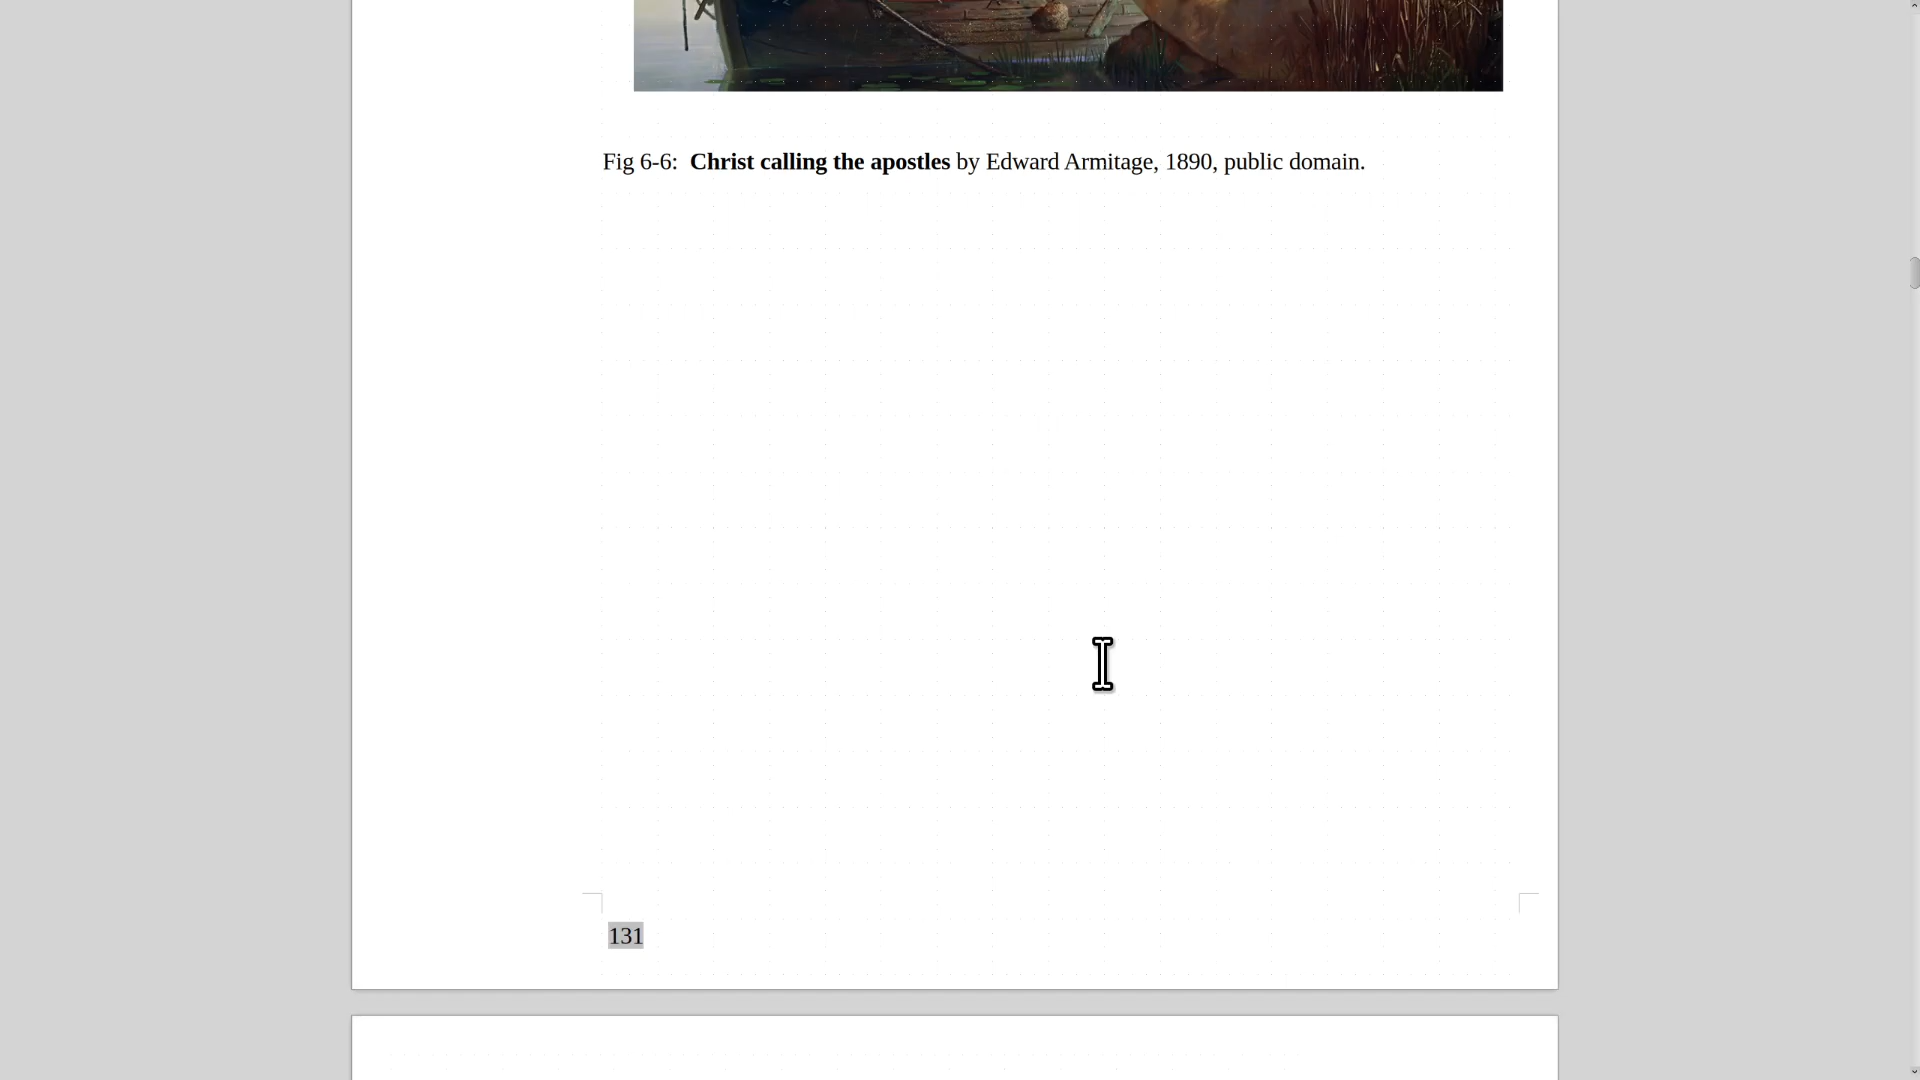 Fig 6-6:  Christ calling the apostles by Edward Armitage, 1890, public domain.
131